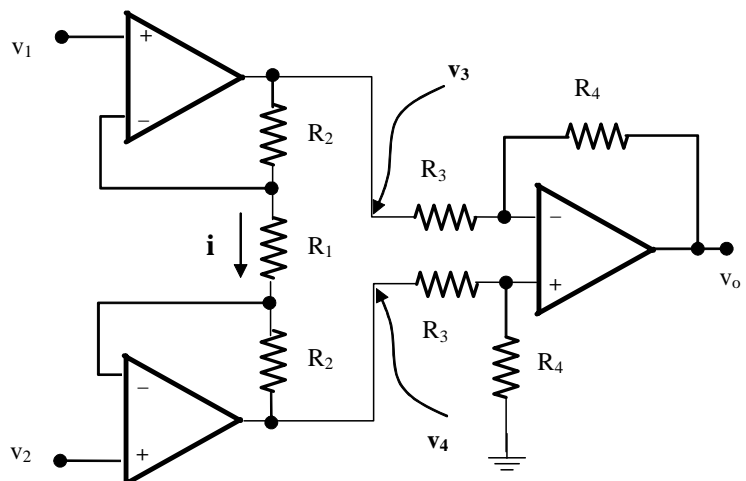 v₁
+
−
R₂
v₃
R₄
R₃
i
R₁
−
+
vₒ
R₃
R₂
R₄
−
+
v₂
v₄